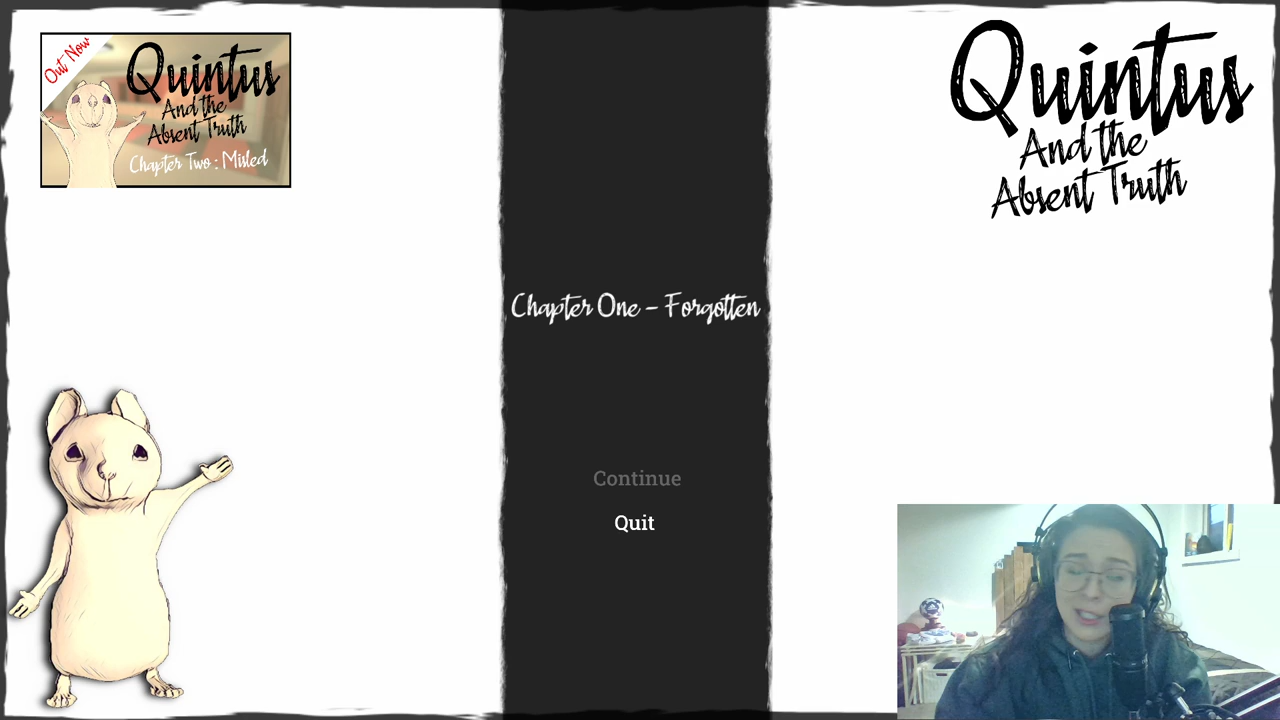 Out Now
Quintus
And the
Absent Truth
Chapter Two : Misled
Quintus
And the
Absent Truth
Chapter One - Forgotten
Continue
Quit